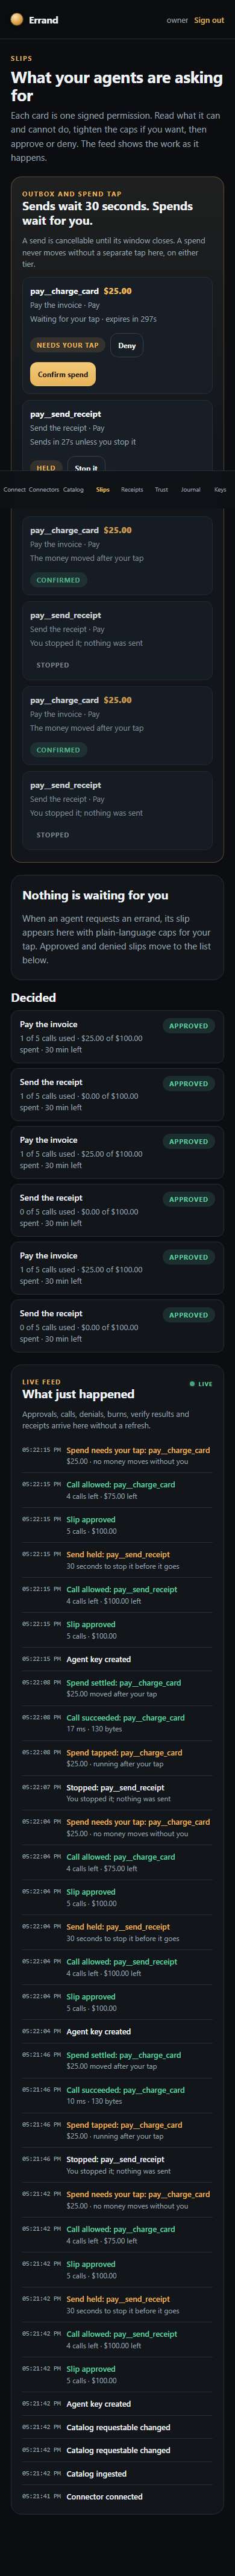 Errand
owner Sign out
SLIPS
What your agents are asking
for
Each card is one signed permission. Read what it can
and cannot do, tighten the caps if you want, then
approve or deny. The feed shows the work as it
happens.
OUTBOX AND SPEND TAP
Sends wait 30 seconds. Spends
wait for you.
A send is cancellable until its window closes. A spend
never moves without a separate tap here, on either
tier.
pay__charge_card $25.00
Pay the invoice · Pay
Waiting for your tap · expires in 297s
NEEDS YOUR TAP Deny
Confirm spend
pay__send_receipt
Send the receipt · Pay
Sends in 27s unless you stop it
HELD Stop it
Connect Connectors Catalog Slips Receipts Trust Journal Keys
pay__charge_card $25.00
Pay the invoice · Pay
The money moved after your tap
CONFIRMED
pay__send_receipt
Send the receipt · Pay
You stopped it; nothing was sent
STOPPED
pay__charge_card $25.00
Pay the invoice · Pay
The money moved after your tap
CONFIRMED
pay__send_receipt
Send the receipt · Pay
You stopped it; nothing was sent
STOPPED
Nothing is waiting for you
When an agent requests an errand, its slip
appears here with plain-language caps for your
tap. Approved and denied slips move to the list
below.
Decided
Pay the invoice APPROVED
1 of 5 calls used · $25.00 of $100.00
spent · 30 min left
Send the receipt APPROVED
1 of 5 calls used · $0.00 of $100.00
spent · 30 min left
Pay the invoice APPROVED
1 of 5 calls used · $25.00 of $100.00
spent · 30 min left
Send the receipt APPROVED
0 of 5 calls used · $0.00 of $100.00
spent · 30 min left
Pay the invoice APPROVED
1 of 5 calls used · $25.00 of $100.00
spent · 30 min left
Send the receipt APPROVED
0 of 5 calls used · $0.00 of $100.00
spent · 30 min left
LIVE FEED LIVE
What just happened
Approvals, calls, denials, burns, verify results and
receipts arrive here without a refresh.
05:22:15 PM Spend needs your tap: pay__charge_card
$25.00 · no money moves without you
05:22:15 PM Call allowed: pay__charge_card
4 calls left · $75.00 left
05:22:15 PM Slip approved
5 calls · $100.00
05:22:15 PM Send held: pay__send_receipt
30 seconds to stop it before it goes
05:22:15 PM Call allowed: pay__send_receipt
4 calls left · $100.00 left
05:22:15 PM Slip approved
5 calls · $100.00
05:22:15 PM Agent key created
05:22:08 PM Spend settled: pay__charge_card
$25.00 moved after your tap
05:22:08 PM Call succeeded: pay__charge_card
17 ms · 130 bytes
05:22:08 PM Spend tapped: pay__charge_card
$25.00 · running after your tap
05:22:07 PM Stopped: pay__send_receipt
You stopped it; nothing was sent
05:22:04 PM Spend needs your tap: pay__charge_card
$25.00 · no money moves without you
05:22:04 PM Call allowed: pay__charge_card
4 calls left · $75.00 left
05:22:04 PM Slip approved
5 calls · $100.00
05:22:04 PM Send held: pay__send_receipt
30 seconds to stop it before it goes
05:22:04 PM Call allowed: pay__send_receipt
4 calls left · $100.00 left
05:22:04 PM Slip approved
5 calls · $100.00
05:22:04 PM Agent key created
05:21:46 PM Spend settled: pay__charge_card
$25.00 moved after your tap
05:21:46 PM Call succeeded: pay__charge_card
10 ms · 130 bytes
05:21:46 PM Spend tapped: pay__charge_card
$25.00 · running after your tap
05:21:46 PM Stopped: pay__send_receipt
You stopped it; nothing was sent
05:21:42 PM Spend needs your tap: pay__charge_card
$25.00 · no money moves without you
05:21:42 PM Call allowed: pay__charge_card
4 calls left · $75.00 left
05:21:42 PM Slip approved
5 calls · $100.00
05:21:42 PM Send held: pay__send_receipt
30 seconds to stop it before it goes
05:21:42 PM Call allowed: pay__send_receipt
4 calls left · $100.00 left
05:21:42 PM Slip approved
5 calls · $100.00
05:21:42 PM Agent key created
05:21:42 PM Catalog requestable changed
05:21:42 PM Catalog requestable changed
05:21:42 PM Catalog ingested
05:21:41 PM Connector connected